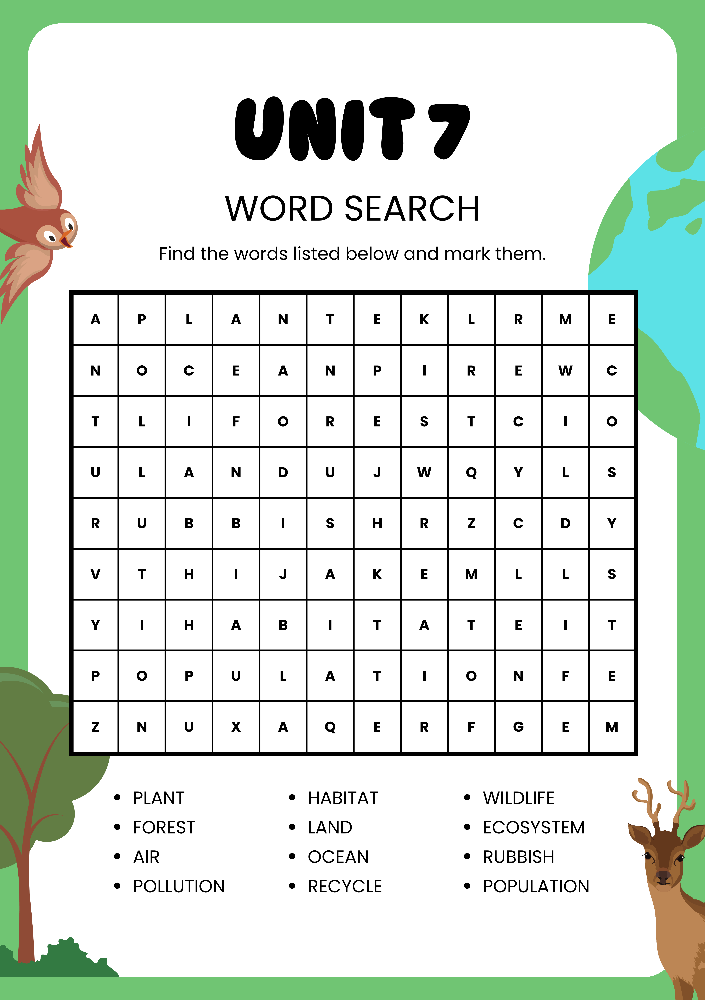 UNIT 7
WORD SEARCH
Find the words listed below and mark them.
A P L A N T E K L R M E
N O C E A N P I R E W C
T L I F O R E S T C I O
U L A N D U J W Q Y L S
R U B B I S H R Z C D Y
V T H I J A K E M L L S
Y I H A B I T A T E I T
P O P U L A T I O N F E
Z N U X A Q E R F G E M
• PLANT
• FOREST
• AIR
• POLLUTION
• HABITAT
• LAND
• OCEAN
• RECYCLE
• WILDLIFE
• ECOSYSTEM
• RUBBISH
• POPULATION